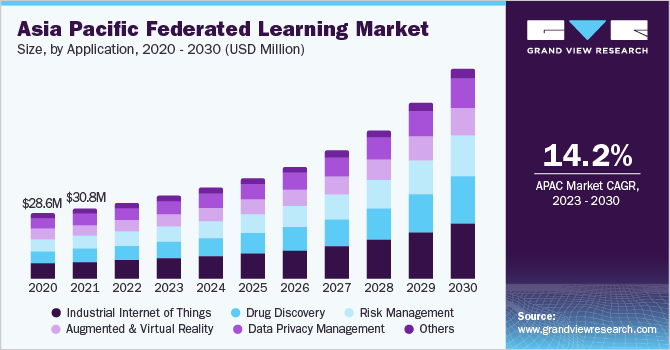 Asia Pacific Federated Learning Market
Size, by Application, 2020 - 2030 (USD Million)
$28.6M
$30.8M
2020 2021 2022 2023 2024 2025 2026 2027 2028 2029 2030
Industrial Internet of Things Drug Discovery Risk Management
Augmented & Virtual Reality Data Privacy Management Others
GRAND VIEW RESEARCH
14.2%
APAC Market CAGR,
2023 - 2030
Source:
www.grandviewresearch.com